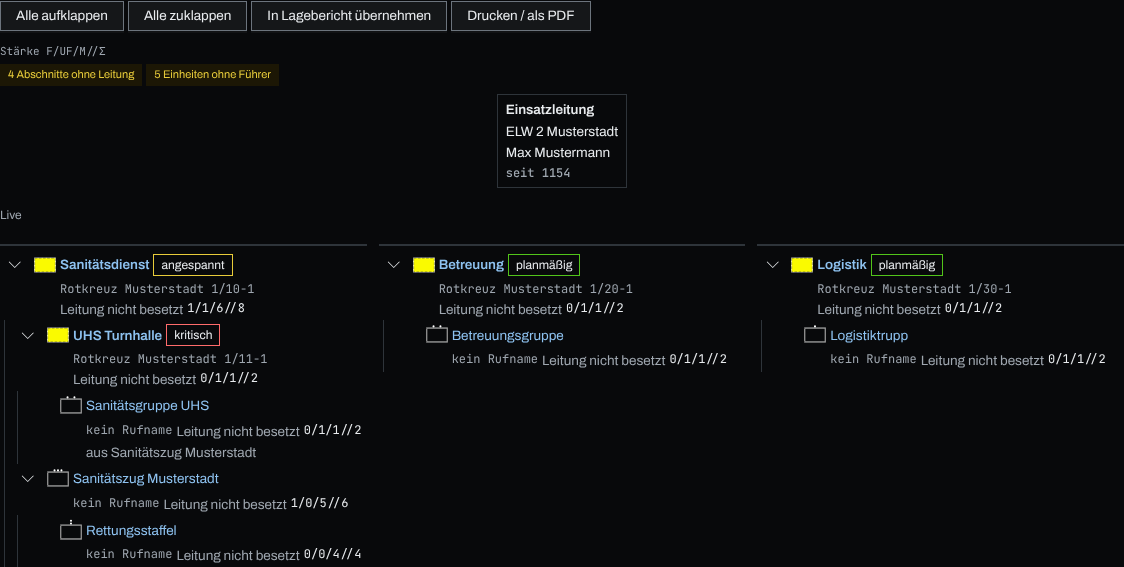 Alle aufklappen Alle zuklappen In Lagebericht übernehmen Drucken / als PDF
Stärke F/UF/M//Σ
4 Abschnitte ohne Leitung 5 Einheiten ohne Führer
Einsatzleitung
ELW 2 Musterstadt
Max Mustermann
seit 1154
Live
Sanitätsdienst angespannt
Rotkreuz Musterstadt 1/10-1
Leitung nicht besetzt 1/1/6//8
UHS Turnhalle kritisch
Rotkreuz Musterstadt 1/11-1
Leitung nicht besetzt 0/1/1//2
Sanitätsgruppe UHS
kein Rufname Leitung nicht besetzt 0/1/1//2
aus Sanitätszug Musterstadt
Sanitätszug Musterstadt
kein Rufname Leitung nicht besetzt 1/0/5//6
Rettungsstaffel
kein Rufname Leitung nicht besetzt 0/0/4//4
Betreuung planmäßig
Rotkreuz Musterstadt 1/20-1
Leitung nicht besetzt 0/1/1//2
Betreuungsgruppe
kein Rufname Leitung nicht besetzt 0/1/1//2
Logistik planmäßig
Rotkreuz Musterstadt 1/30-1
Leitung nicht besetzt 0/1/1//2
Logistiktrupp
kein Rufname Leitung nicht besetzt 0/1/1//2